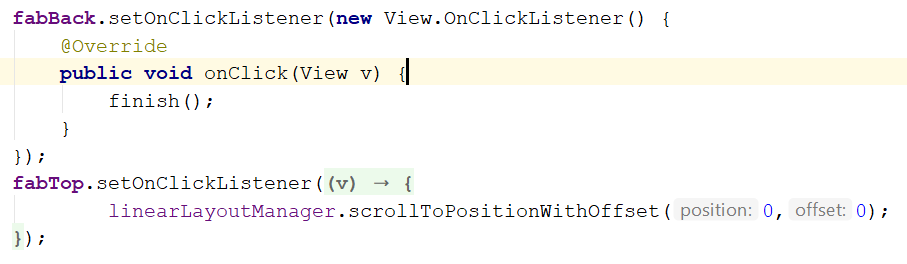 fabBack.setOnClickListener(new View.OnClickListener() {
    @Override
    public void onClick(View v) {
        finish();
    }
});
fabTop.setOnClickListener((v) → {
        linearLayoutManager.scrollToPositionWithOffset( position: 0, offset: 0);
});